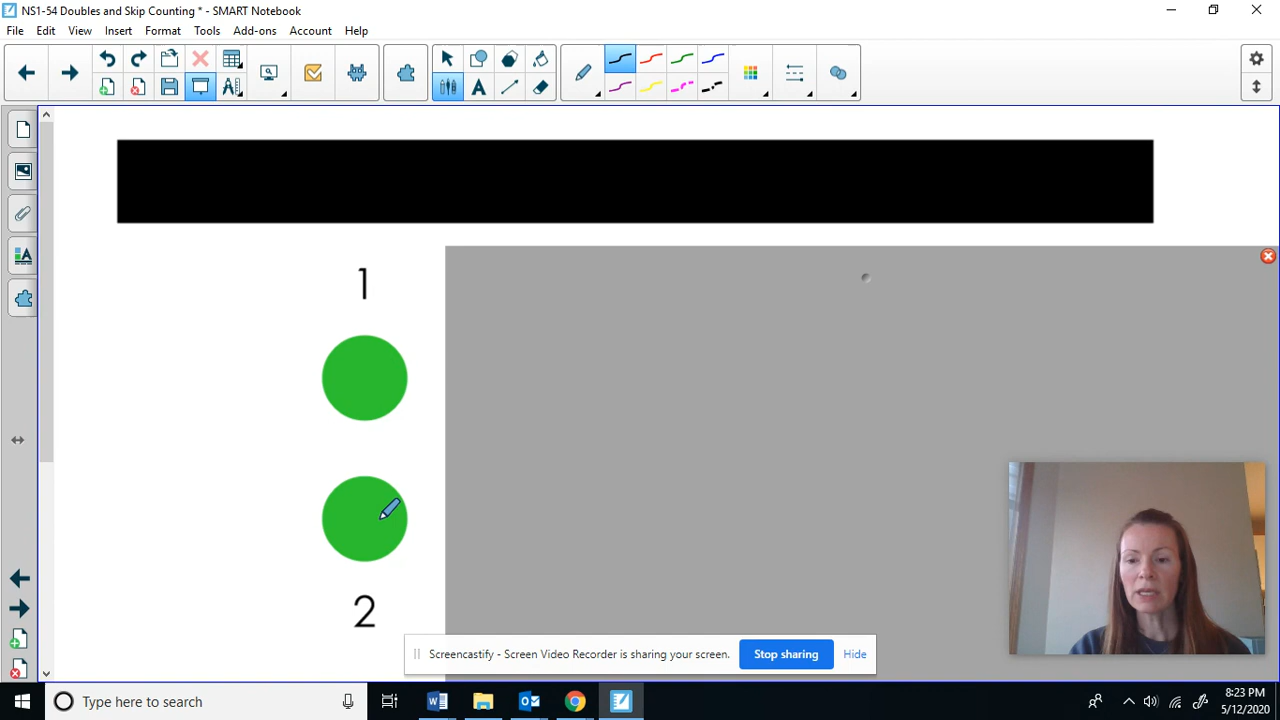 NS1-54 Doubles and Skip Counting * - SMART Notebook
File Edit View Insert Format Tools Add-ons Account Help
A
1
2
Screencastify - Screen Video Recorder is sharing your screen. Stop sharing Hide
Type here to search
8:23 PM
5/12/2020